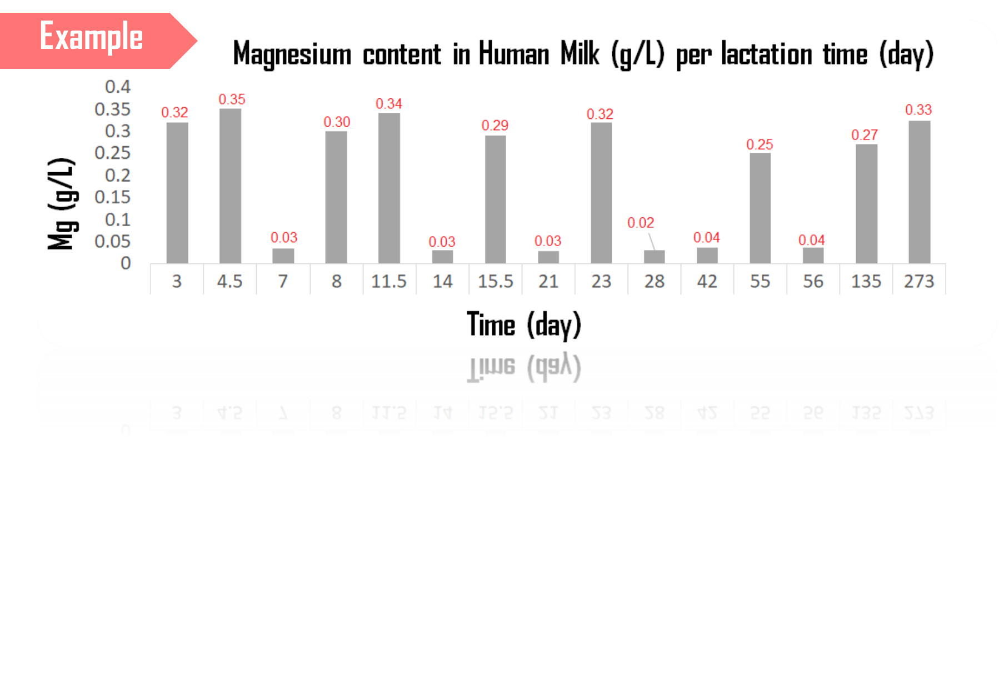 Example
Magnesium content in Human Milk (g/L) per lactation time (day)
0.4
0.35
0.3
0.25
0.2
0.15
0.1
0.05
0
Mg (g/L)
0.32 0.35 0.03 0.30 0.34 0.03 0.29 0.03 0.32 0.02 0.04 0.25 0.04 0.27 0.33
3 4.5 7 8 11.5 14 15.5 21 23 28 42 55 56 135 273
Time (day)